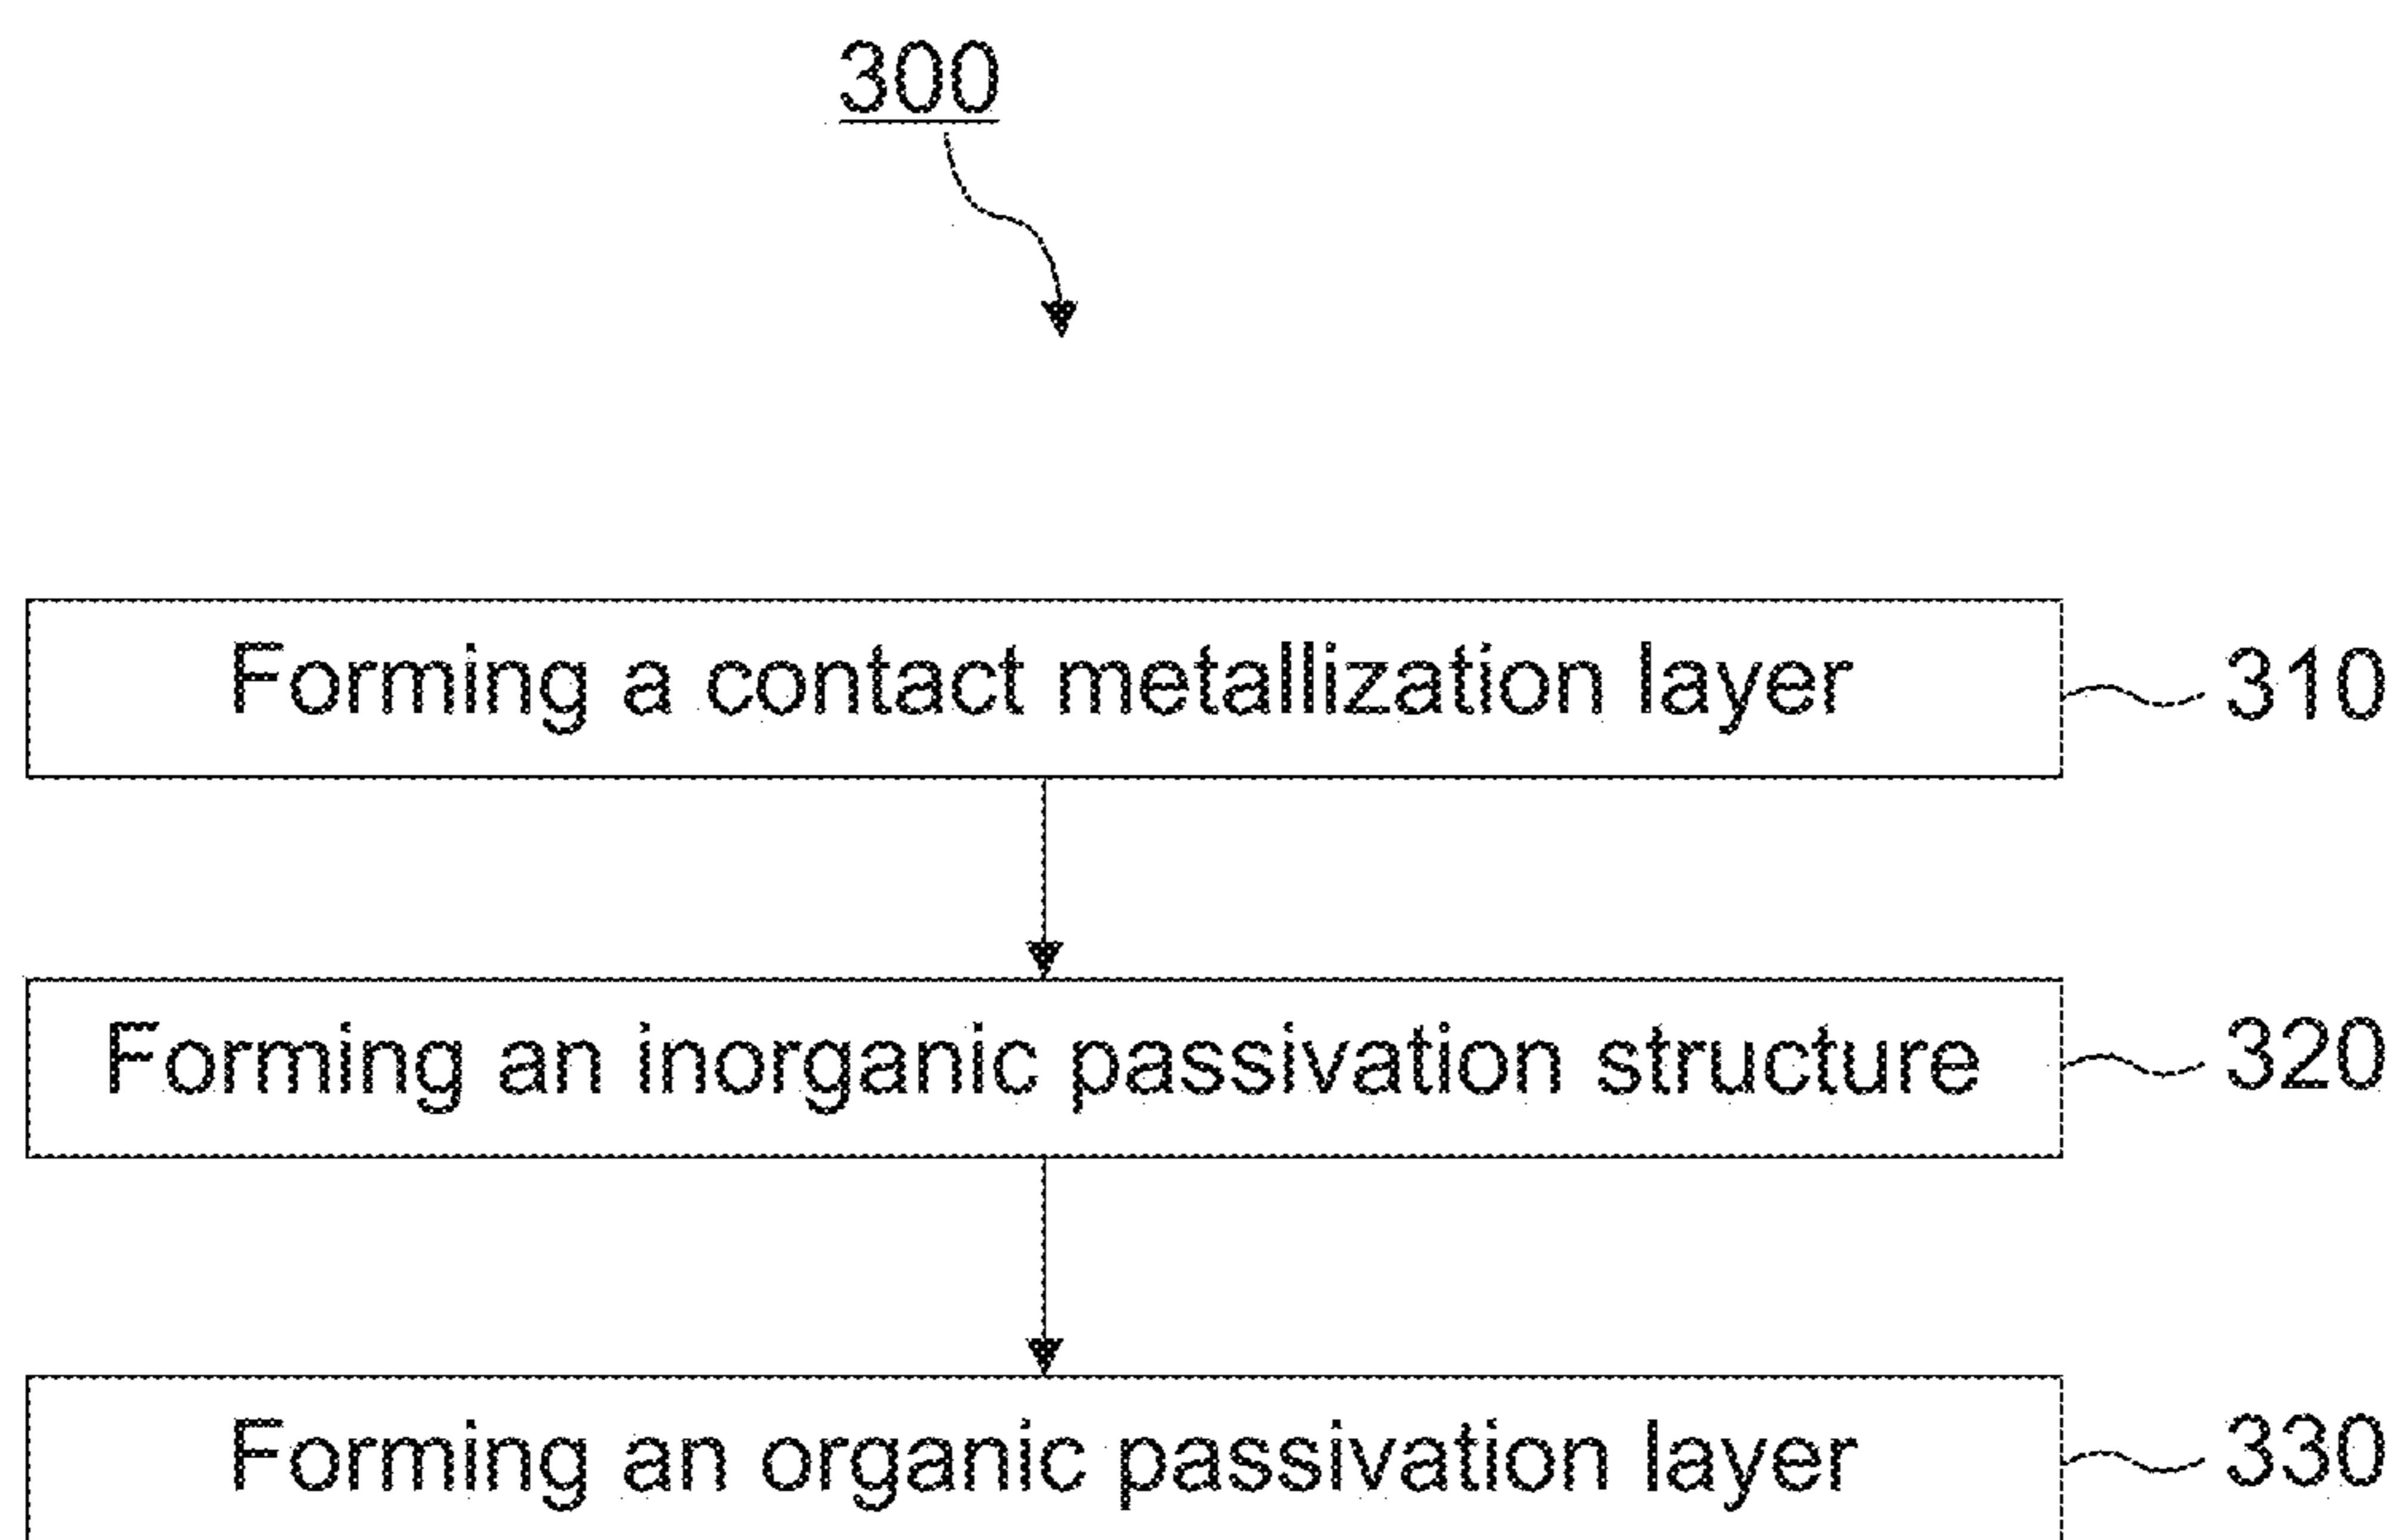 300
Forming a contact metallization layer 310
Forming an inorganic passivation structure 320
Forming an organic passivation layer 330